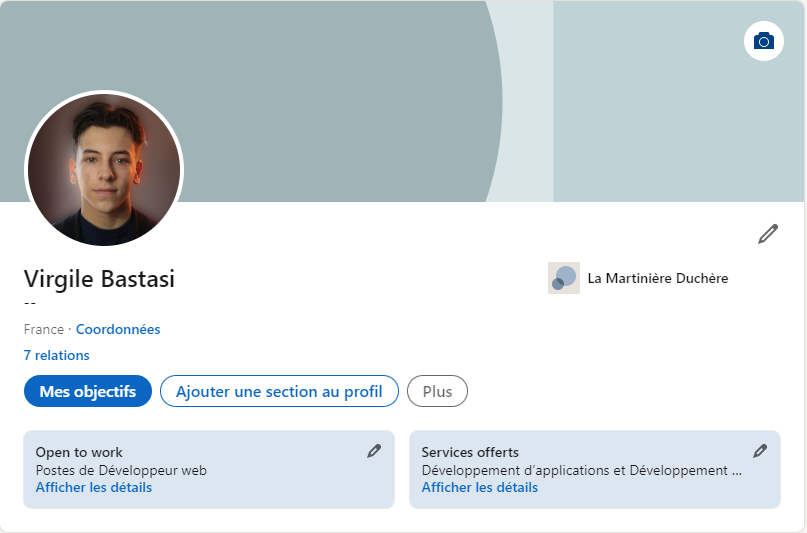 Virgile Bastasi
La Martinière Duchère
--
France · Coordonnées
7 relations
Mes objectifs
Ajouter une section au profil
Plus
Open to work
Postes de Développeur web
Afficher les détails
Services offerts
Développement d’applications et Développement ...
Afficher les détails